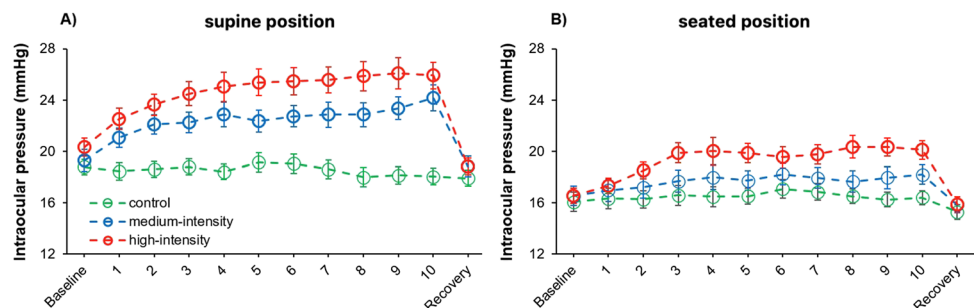 A)
supine position
Intraocular pressure (mmHg)
28
24
20
16
12
control
medium-intensity
high-intensity
Baseline
1
2
3
4
5
6
7
8
9
10
Recovery
B)
seated position
Intraocular pressure (mmHg)
28
24
20
16
12
Baseline
1
2
3
4
5
6
7
8
9
10
Recovery